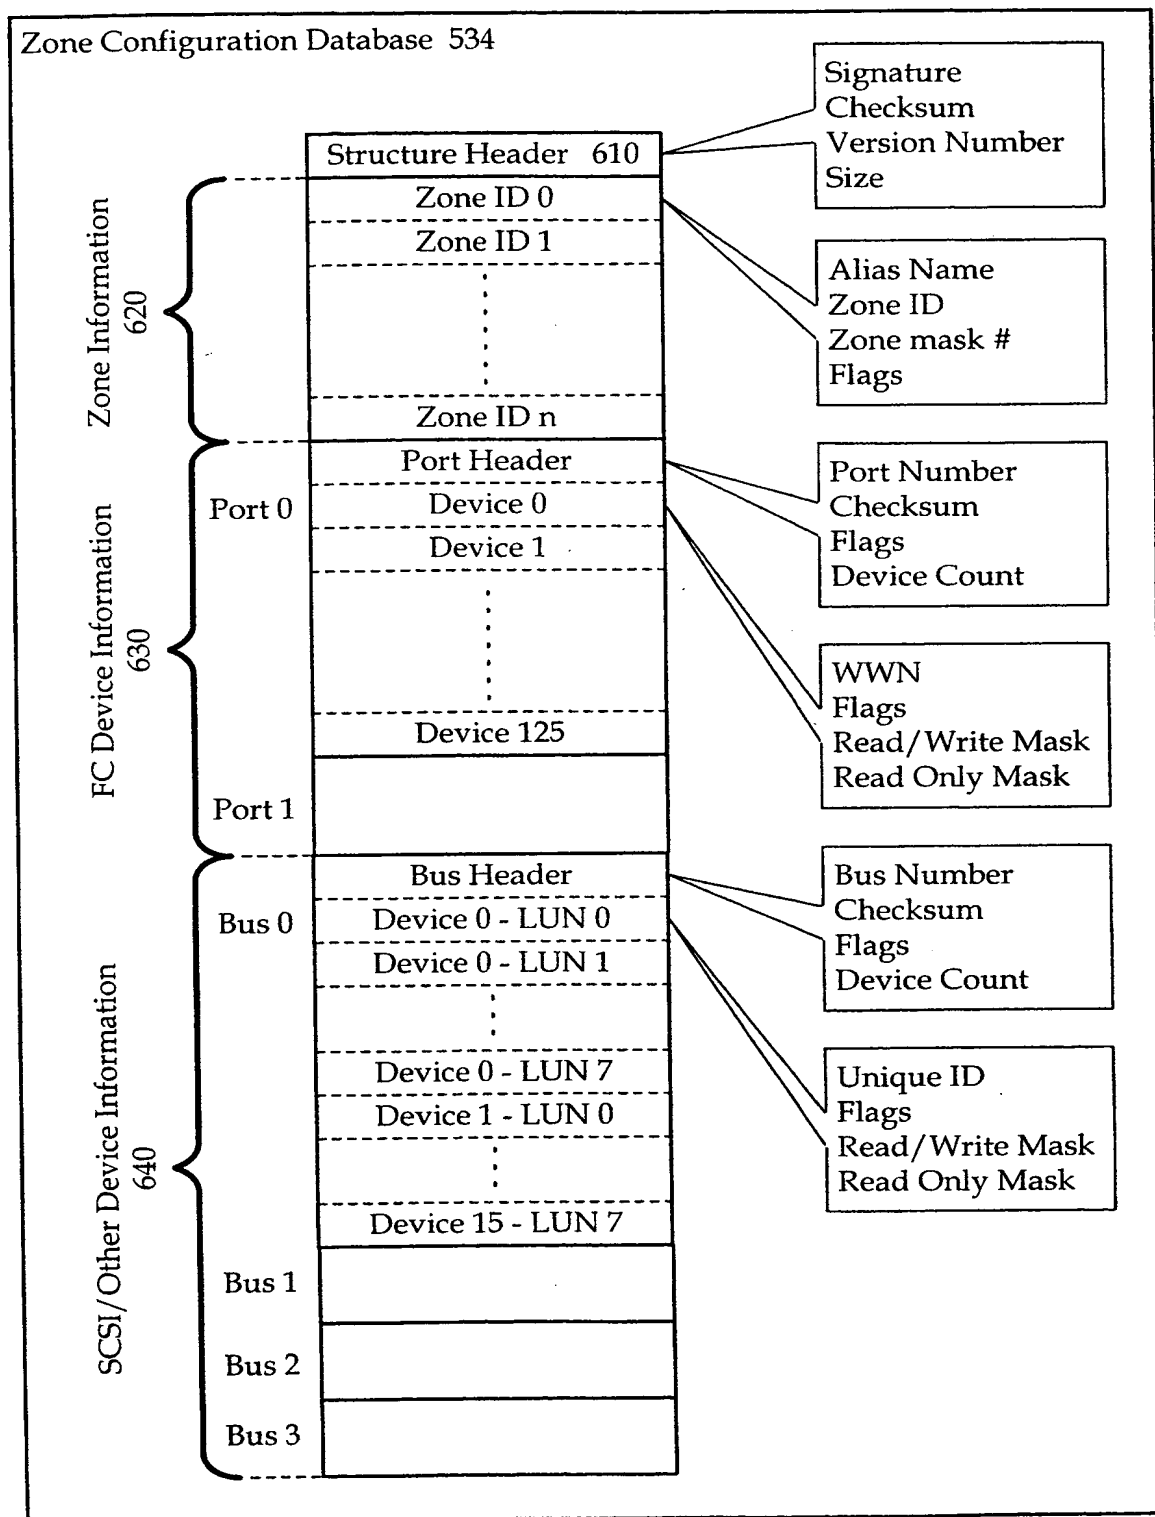 Zone Configuration Database 534
Signature
Checksum
Version Number
Size
Structure Header 610
Zone Information
620
Zone ID 0
Zone ID 1
Zone ID n
Alias Name
Zone ID
Zone mask #
Flags
FC Device Information
630
Port 0
Port Header
Device 0
Device 1
Device 125
Port Number
Checksum
Flags
Device Count
WWN
Flags
Read/Write Mask
Read Only Mask
Port 1
SCSI/Other Device Information
640
Bus 0
Bus Header
Device 0 - LUN 0
Device 0 - LUN 1
Device 0 - LUN 7
Device 1 - LUN 0
Device 15 - LUN 7
Bus Number
Checksum
Flags
Device Count
Unique ID
Flags
Read/Write Mask
Read Only Mask
Bus 1
Bus 2
Bus 3